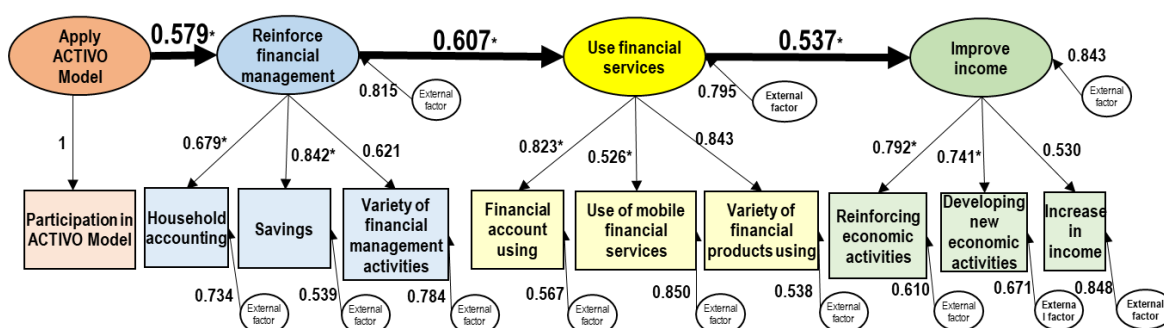 Apply
ACTIVO
Model
0.579*
Reinforce
financial
management
0.607*
Use financial
services
0.537*
Improve
income
0.815
External
factor
0.795
External
factor
0.843
External
factor
1
0.679*
0.842*
0.621
0.823*
0.526*
0.843
0.792*
0.741*
0.530
Participation in
ACTIVO Model
Household
accounting
Savings
Variety of
financial
management
activities
Financial
account
using
Use of mobile
financial
services
Variety of
financial
products using
Reinforcing
economic
activities
Developing
new
economic
activities
Increase
in
income
0.734
External
factor
0.539
External
factor
0.784
External
factor
0.567
External
factor
0.850
External
factor
0.538
External
factor
0.610
External
factor
0.671
Externa
l factor
0.848
External
factor